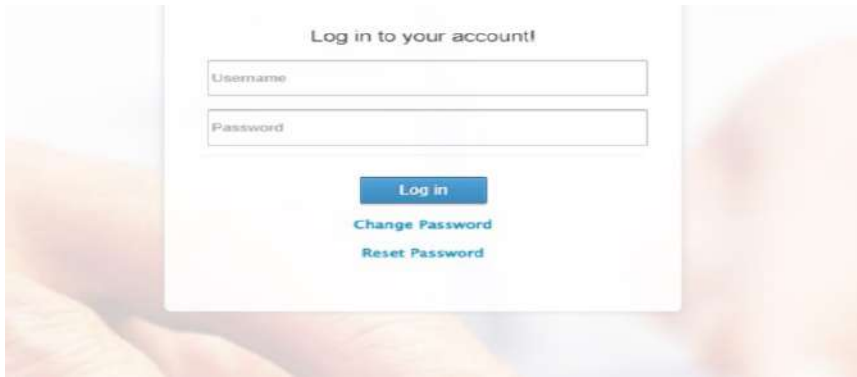 Log in to your account!
Username
Password
Log in
Change Password
Reset Password